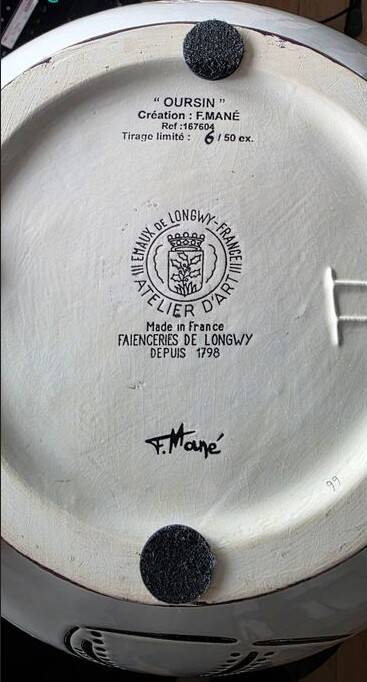 " OURSIN "
Création : F.MANÉ
Ref :167604
Tirage limité : 6 / 50 ex.
EMAUX DE LONGWY-FRANCE
ATELIER D'ART
Made in France
FAIENCERIES DE LONGWY
DEPUIS 1798
F. Mané
99